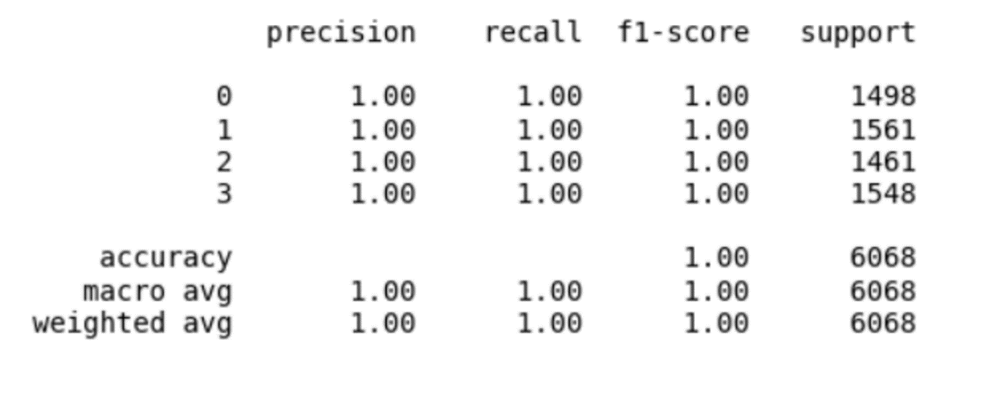 precision recall f1-score support
0 1.00 1.00 1.00 1498
1 1.00 1.00 1.00 1561
2 1.00 1.00 1.00 1461
3 1.00 1.00 1.00 1548
accuracy 1.00 6068
macro avg 1.00 1.00 1.00 6068
weighted avg 1.00 1.00 1.00 6068